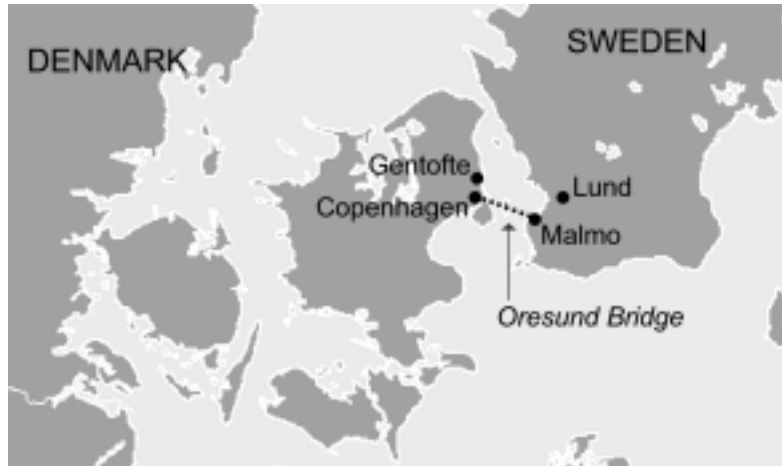 DENMARK
SWEDEN
Gentofte
Lund
Copenhagen
Malmo
Oresund Bridge